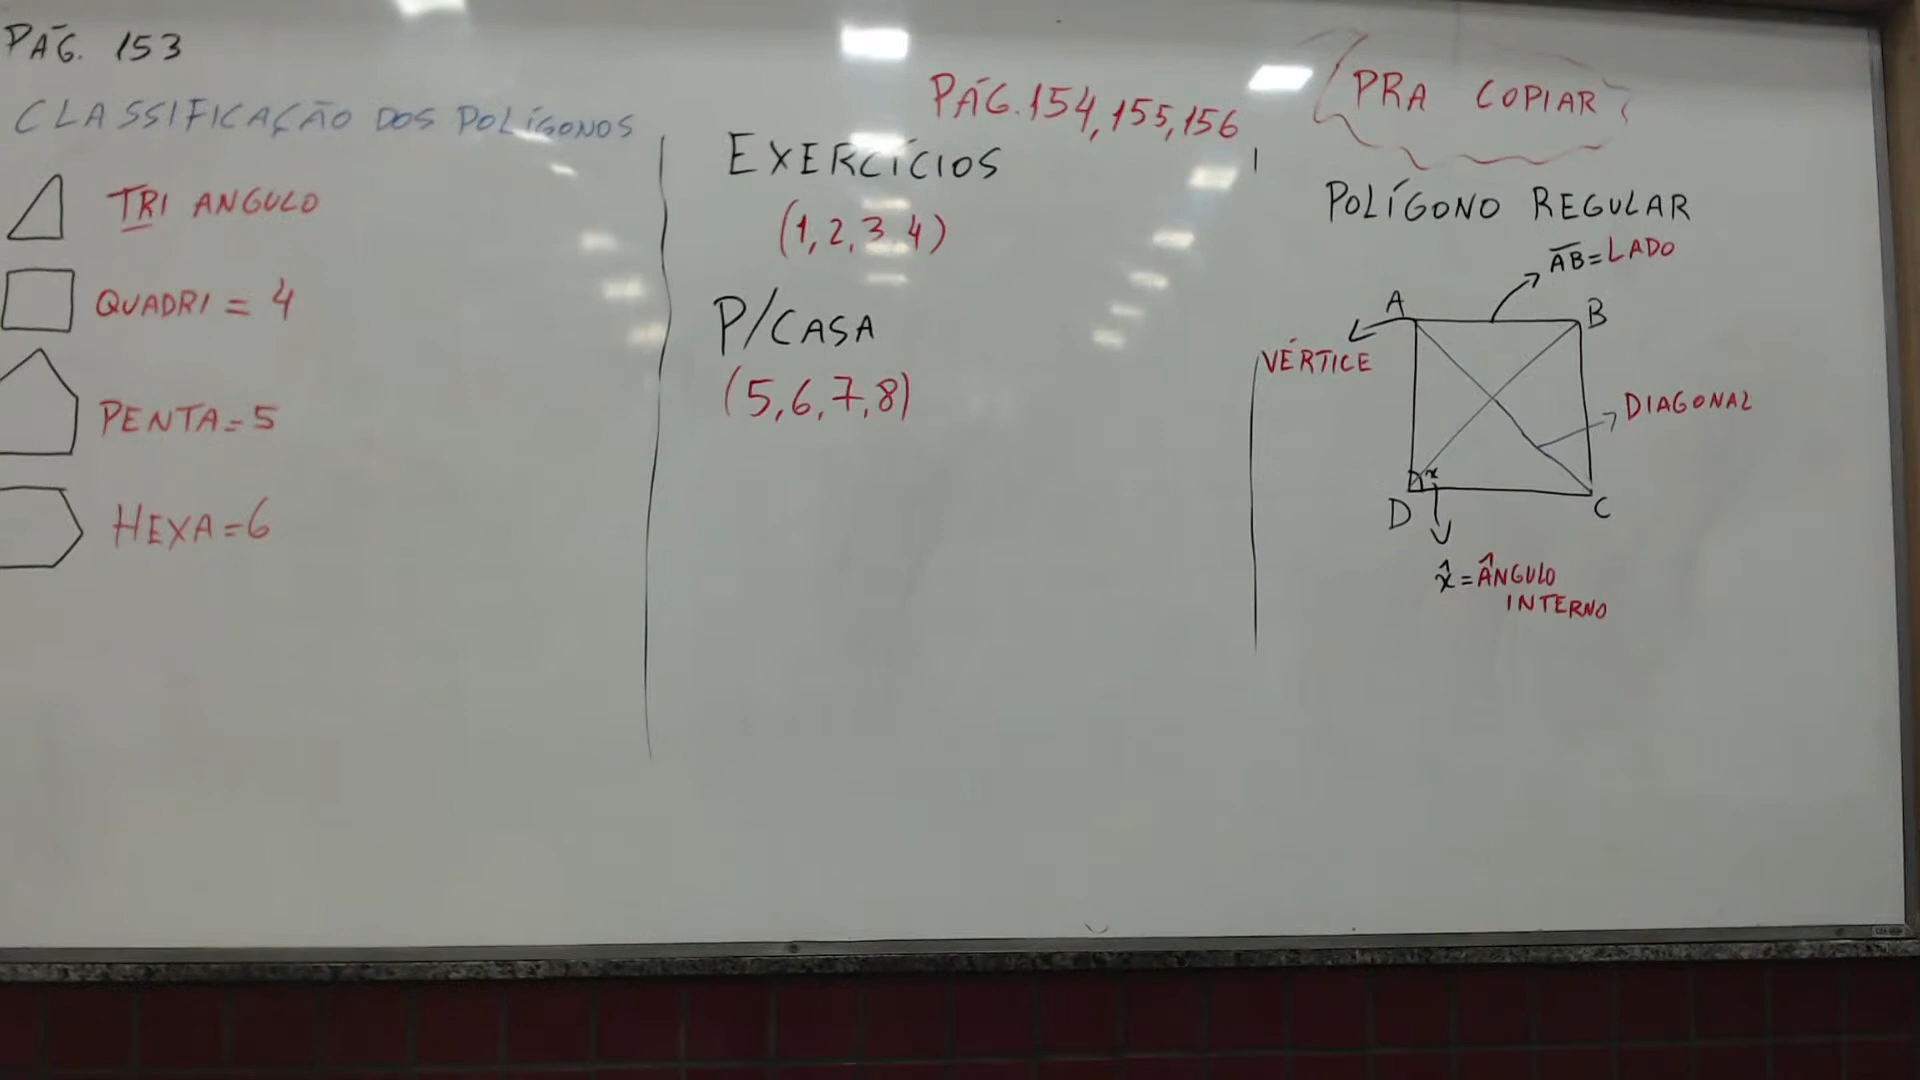 PÁG. 153
CLASSIFICAÇÃO DOS POLÍGONOS
TRI ANGULO
QUADRI = 4
PENTA = 5
HEXA = 6
PÁG. 154, 155, 156
EXERCÍCIOS
(1, 2, 3, 4)
P/CASA
(5, 6, 7, 8)
PRA COPIAR
POLÍGONO REGULAR
AB = LADO
A
B
VÉRTICE
DIAGONAL
x
D
C
x̂ = ÂNGULO
INTERNO